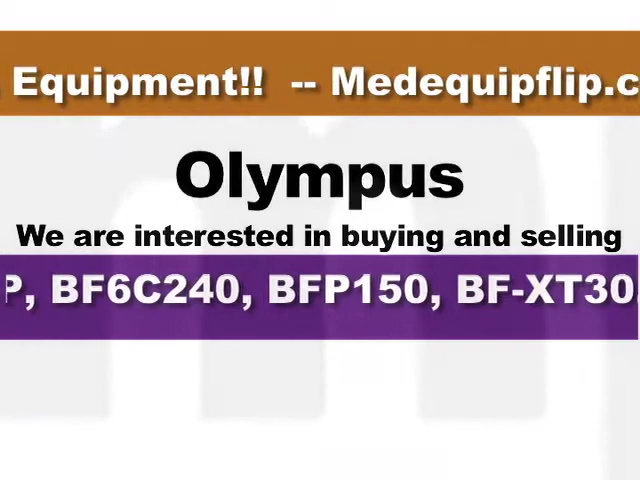 Equipment!! -- Medequipflip.c
Olympus
We are interested in buying and selling
P, BF6C240, BFP150, BF-XT30